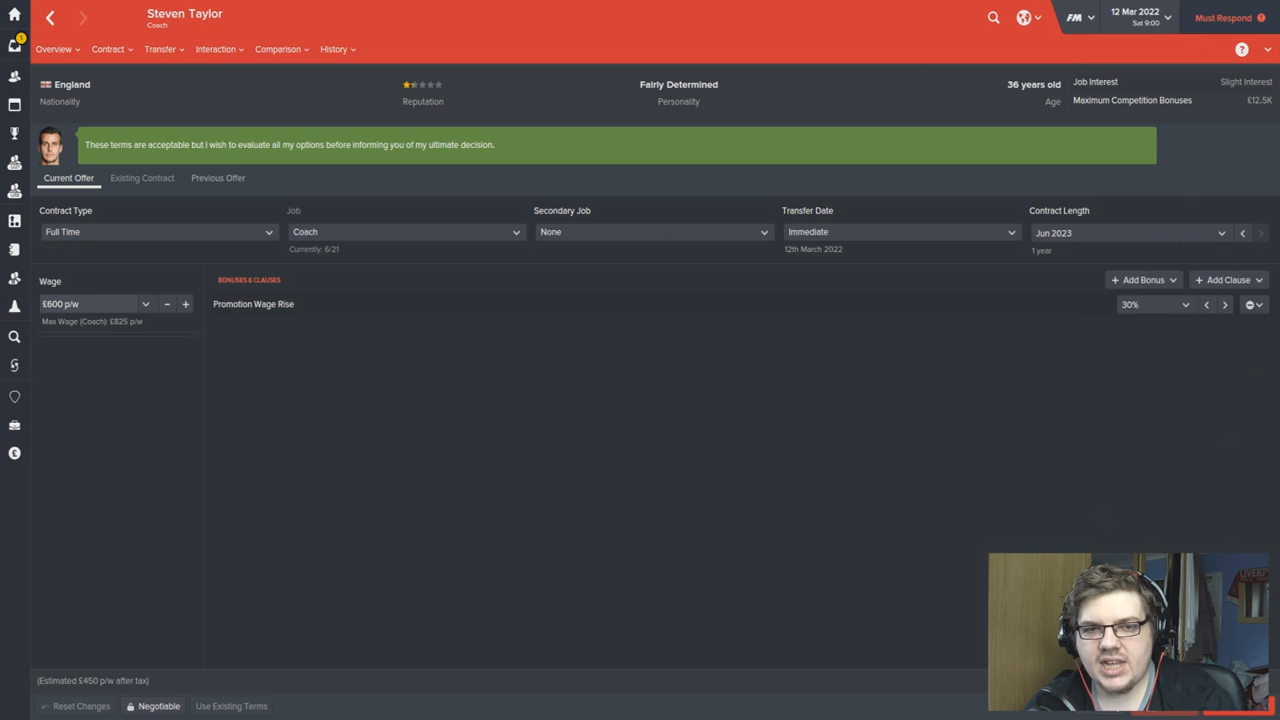 Steven Taylor
Coach
FM
12 Mar 2022
Sat 9:00
Must Respond
1
Overview
Contract
Transfer
Interaction
Comparison
History
?
England
Nationality
Reputation
Fairly Determined
Personality
36 years old
Age
Job Interest
Slight Interest
Maximum Competition Bonuses
£12.5K
These terms are acceptable but I wish to evaluate all my options before informing you of my ultimate decision.
Current Offer
Existing Contract
Previous Offer
Contract Type
Job
Secondary Job
Transfer Date
Contract Length
Full Time
Coach
None
Immediate
Jun 2023
Currently: 6/21
12th March 2022
1 year
Wage
BONUSES & CLAUSES
+ Add Bonus
+ Add Clause
£600 p/w
- +
Promotion Wage Rise
30%
Max Wage (Coach): £825 p/w
(Estimated £450 p/w after tax)
Reset Changes
Negotiable
Use Existing Terms